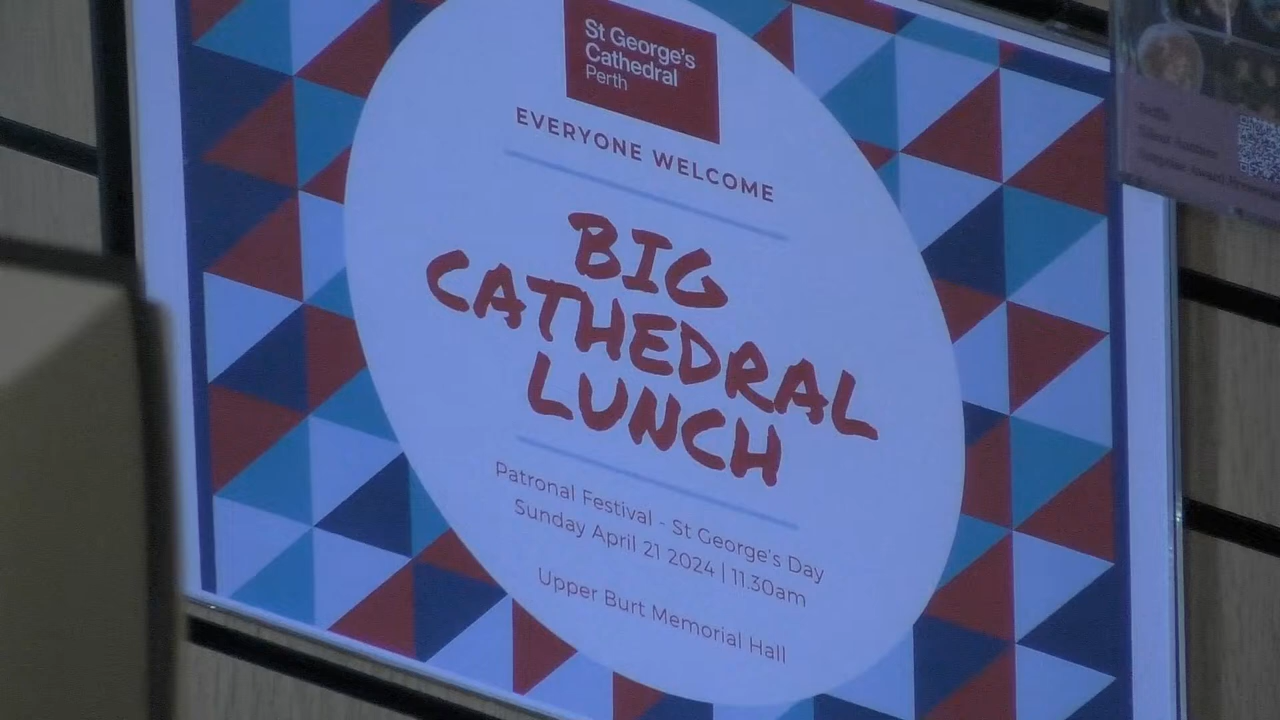 St George's
Cathedral
Perth
EVERYONE WELCOME
BIG
CATHEDRAL
LUNCH
Patronal Festival - St George's Day
Sunday April 21 2024 | 11.30am
Upper Burt Memorial Hall